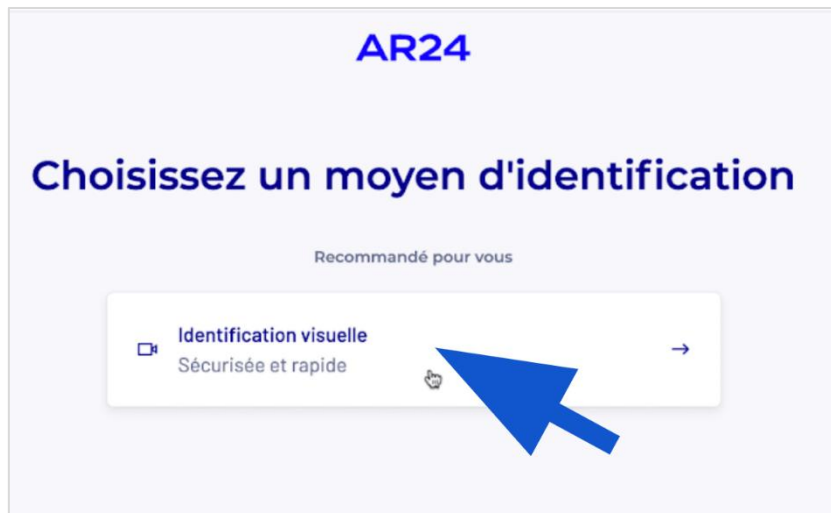 AR24
Choisissez un moyen d'identification
Recommandé pour vous
Identification visuelle
Sécurisée et rapide